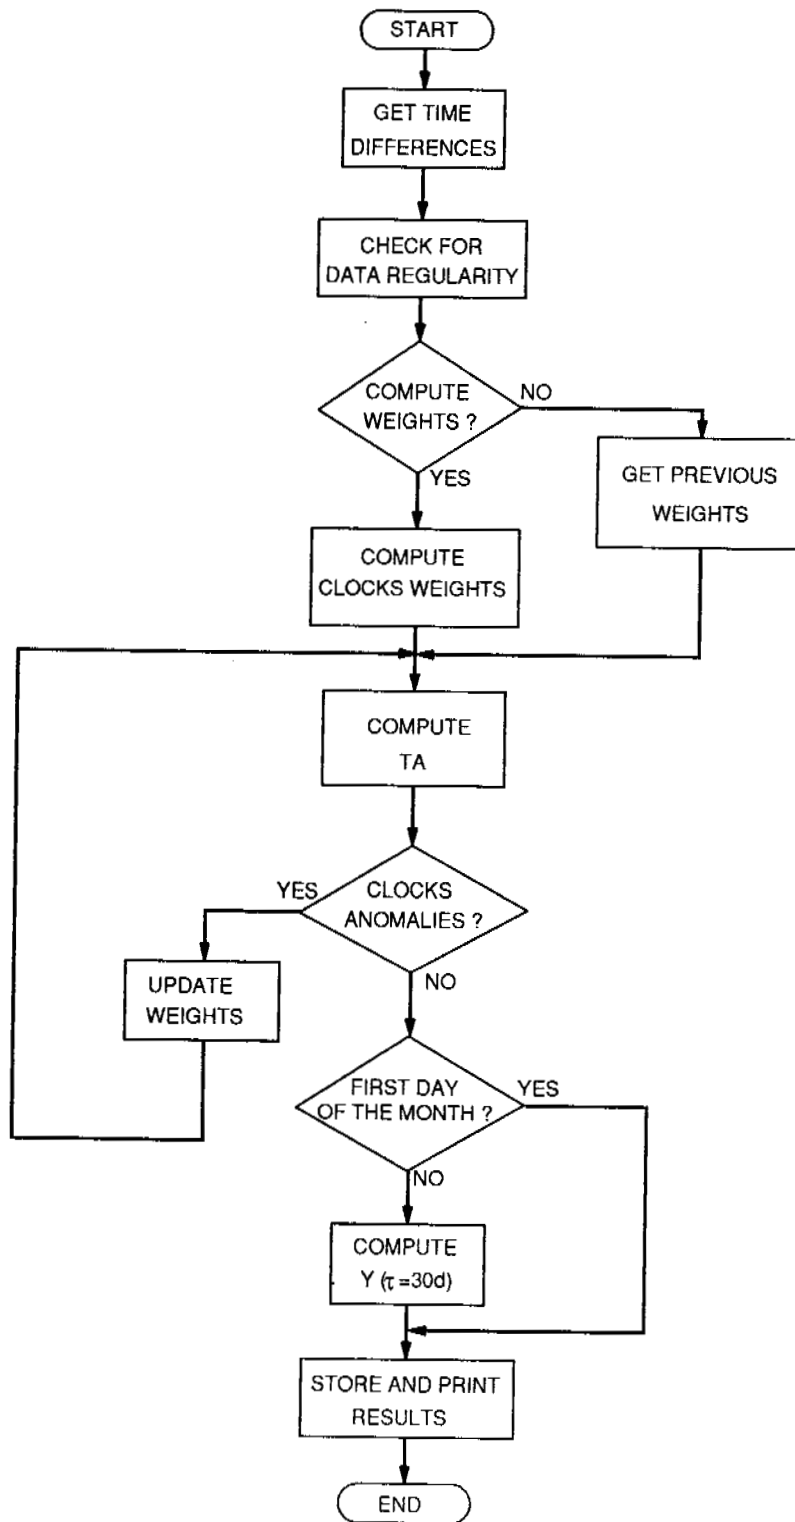 START
GET TIME
DIFFERENCES
CHECK FOR
DATA REGULARITY
COMPUTE
WEIGHTS ?
NO
YES
GET PREVIOUS
WEIGHTS
COMPUTE
CLOCKS WEIGHTS
COMPUTE
TA
YES
CLOCKS
ANOMALIES ?
NO
UPDATE
WEIGHTS
FIRST DAY
OF THE MONTH ?
YES
NO
COMPUTE
Y (τ =30d)
STORE AND PRINT
RESULTS
END